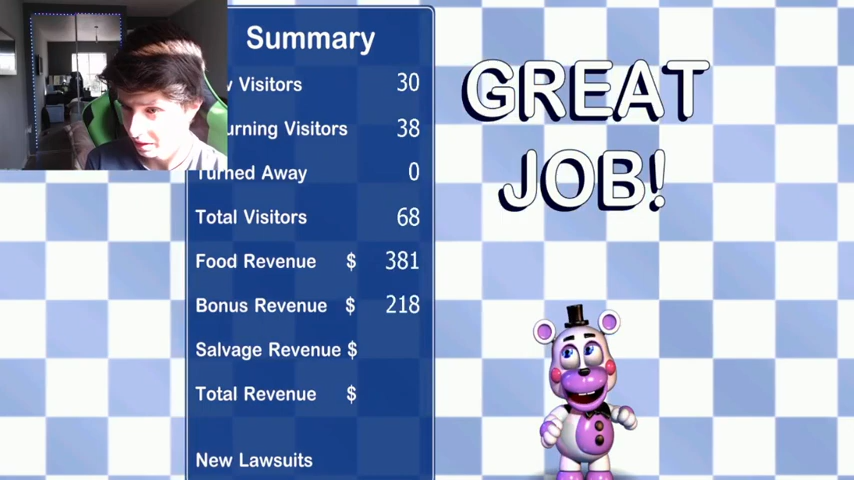 Summary
Visitors 30
urning Visitors 38
Turned Away 0
Total Visitors 68
Food Revenue $ 381
Bonus Revenue $ 218
Salvage Revenue $
Total Revenue $
New Lawsuits
GREAT
JOB!